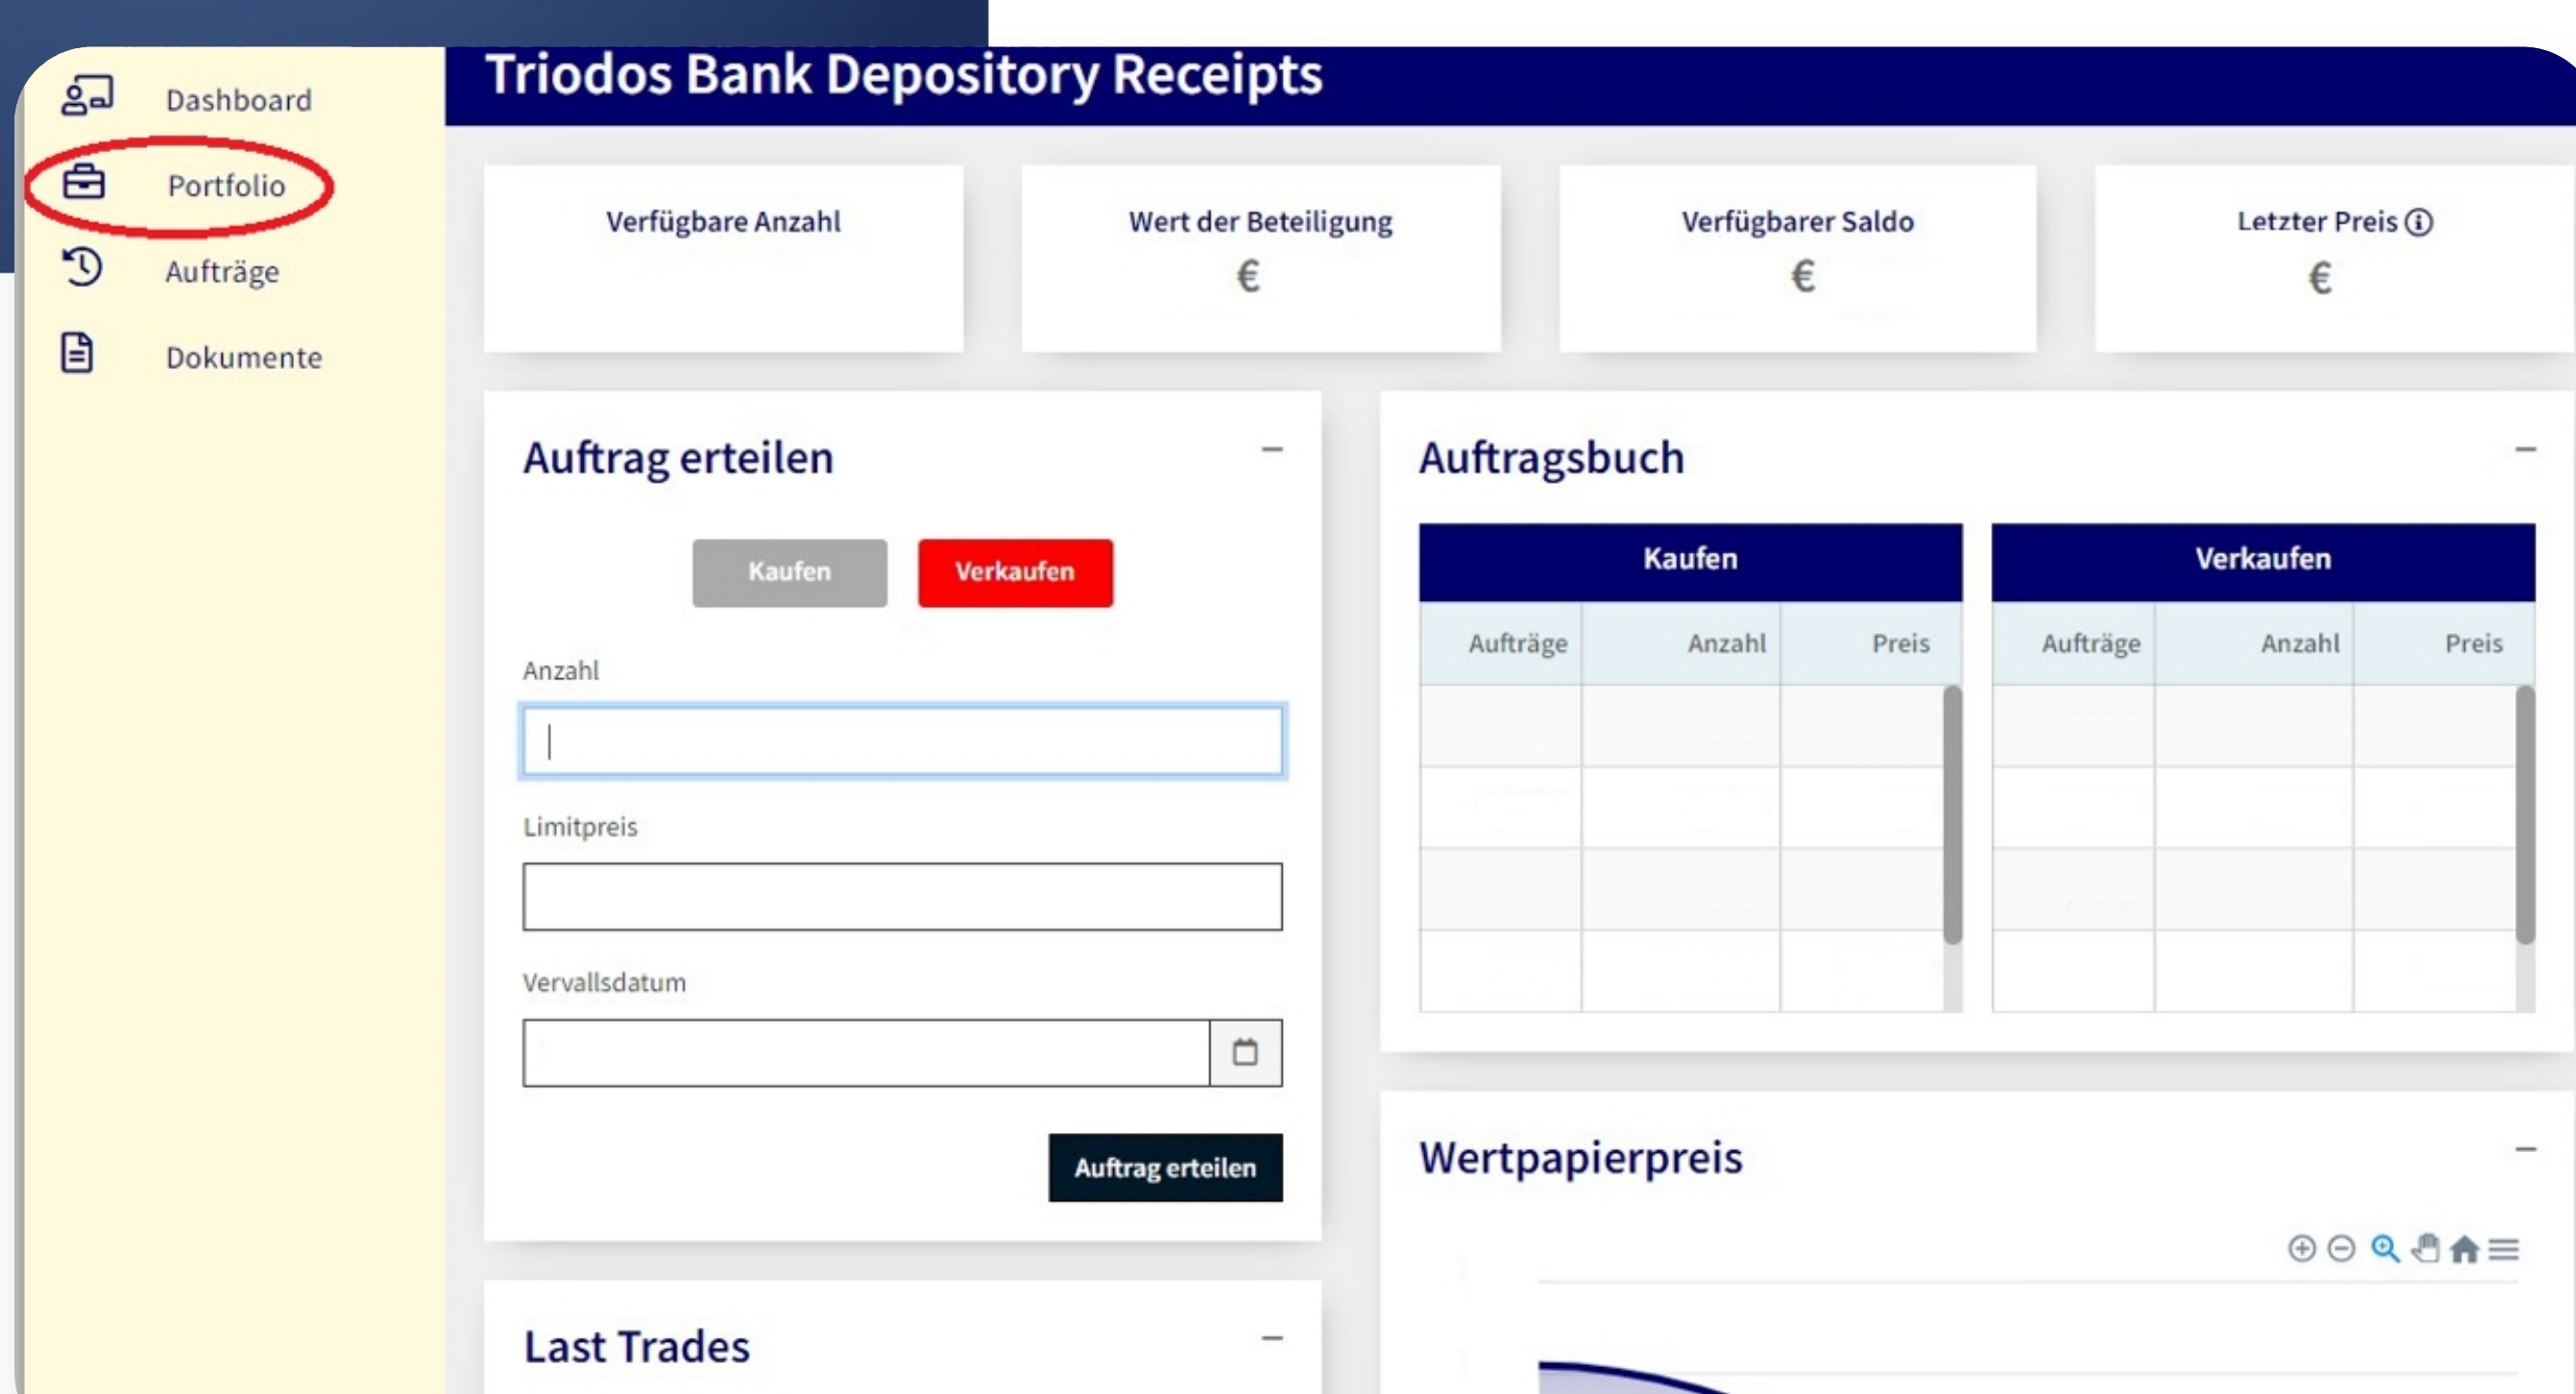 Triodos Bank Depository Receipts
Dashboard
Portfolio
Aufträge
Dokumente
Verfügbare Anzahl
Wert der Beteiligung
€
Verfügbarer Saldo
€
Letzter Preis
€
Auftrag erteilen
Kaufen Verkaufen
Anzahl
Limitpreis
Vervallsdatum
Auftrag erteilen
Last Trades
Auftragsbuch
Kaufen
Aufträge Anzahl Preis
Verkaufen
Aufträge Anzahl Preis
Wertpapierpreis